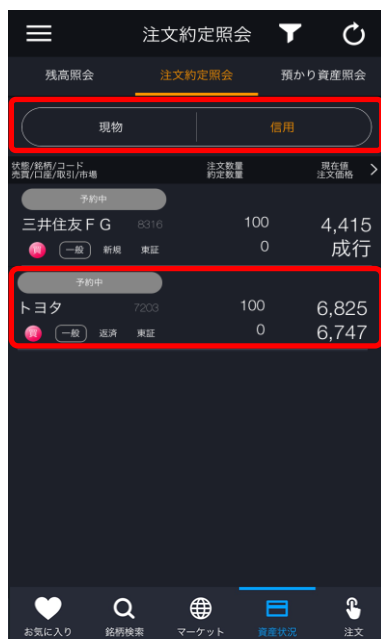 注文約定照会
残高照会 注文約定照会 預かり資産照会
現物 信用
状態/銘柄/コード 注文数量 現在値
売買/口座/取引/市場 約定数量 注文価格
予約中
三井住友ＦＧ 8316 100 4,415
買 一般 新規 東証 0 成行
予約中
トヨタ 7203 100 6,825
買 一般 返済 東証 0 6,747
お気に入り 銘柄検索 マーケット 資産状況 注文